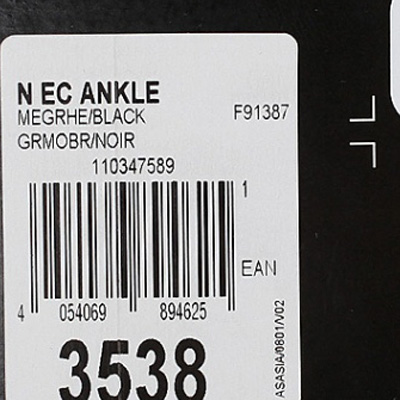 N EC ANKLE
MEGRHE/BLACK F91387
GRMOBR/NOIR
110347589
1
EAN
4 054069 894625
3538
ASASIA/0801/V02